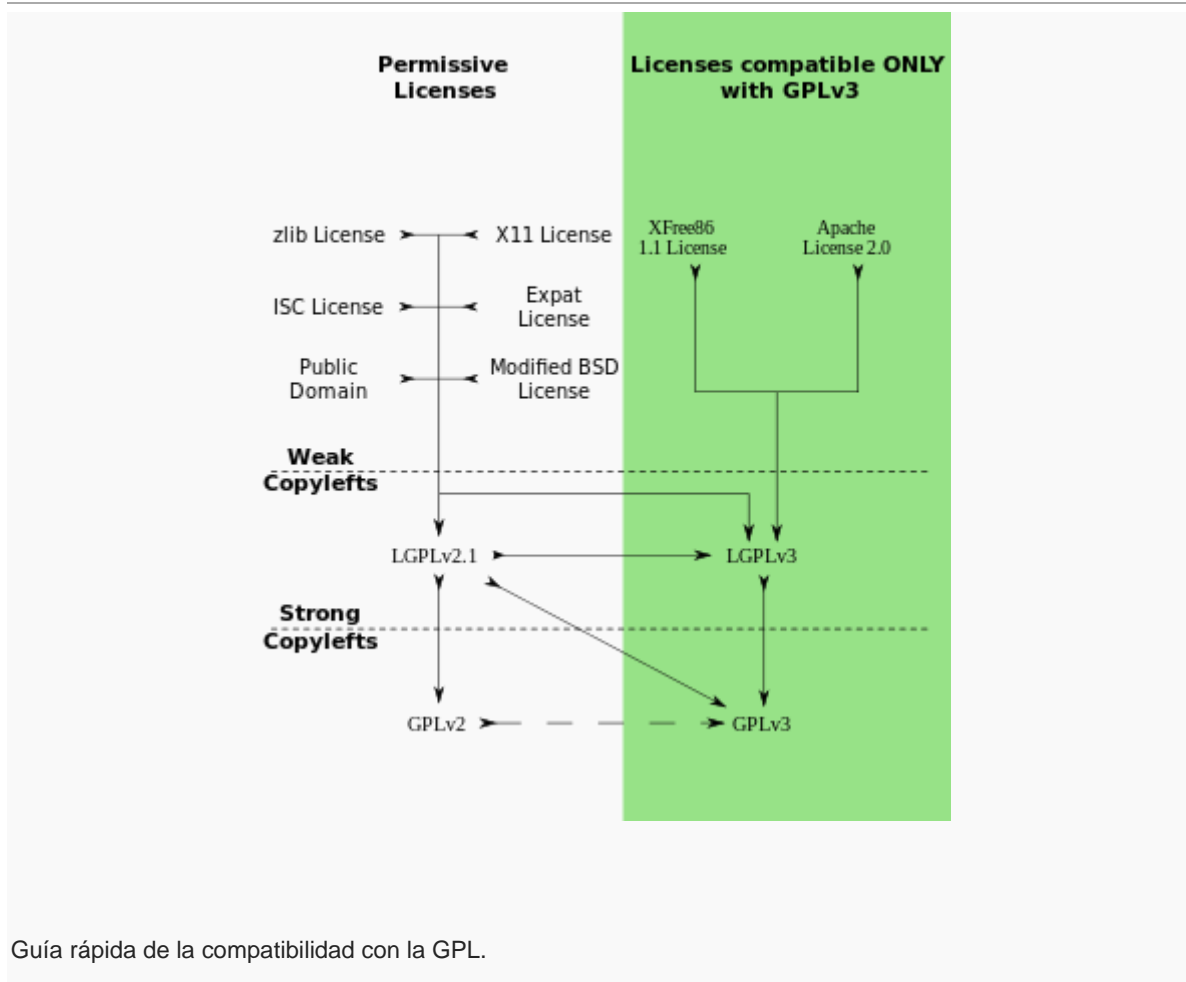 Permissive
Licenses
Licenses compatible ONLY
with GPLv3
zlib License
X11 License
XFree86
1.1 License
Apache
License 2.0
ISC License
Expat
License
Public
Domain
Modified BSD
License
Weak
Copylefts
LGPLv2.1
LGPLv3
Strong
Copylefts
GPLv2
GPLv3
Guía rápida de la compatibilidad con la GPL.